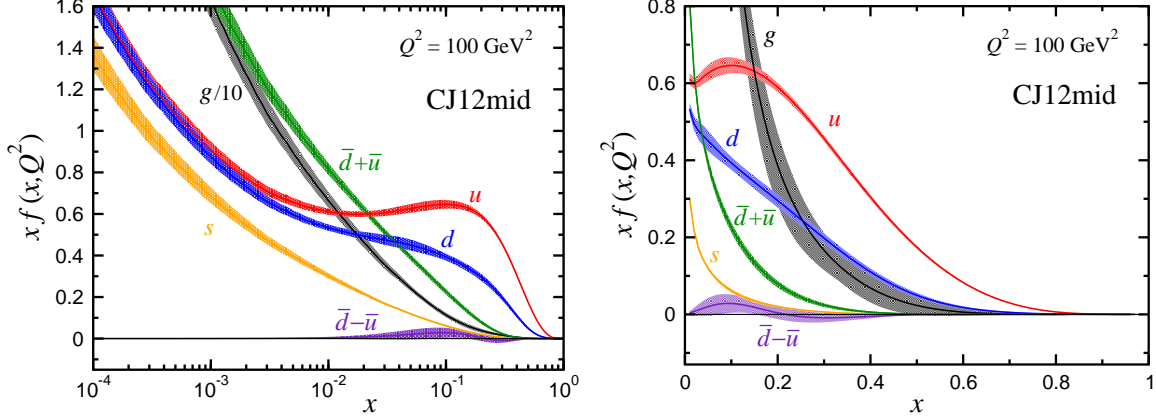 1.6
1.4
1.2
1
0.8
0.6
0.4
0.2
0
x f (x,Q²)
Q² = 100 GeV²
CJ12mid
g/10
d̅+u̅
u
d
s
d̅−u̅
10⁻⁴ 10⁻³ 10⁻² 10⁻¹ 10⁰
x
0.8
0.6
0.4
0.2
0
x f (x,Q²)
g
Q² = 100 GeV²
CJ12mid
u
d
d̅+u̅
s
d̅−u̅
0 0.2 0.4 0.6 0.8 1
x